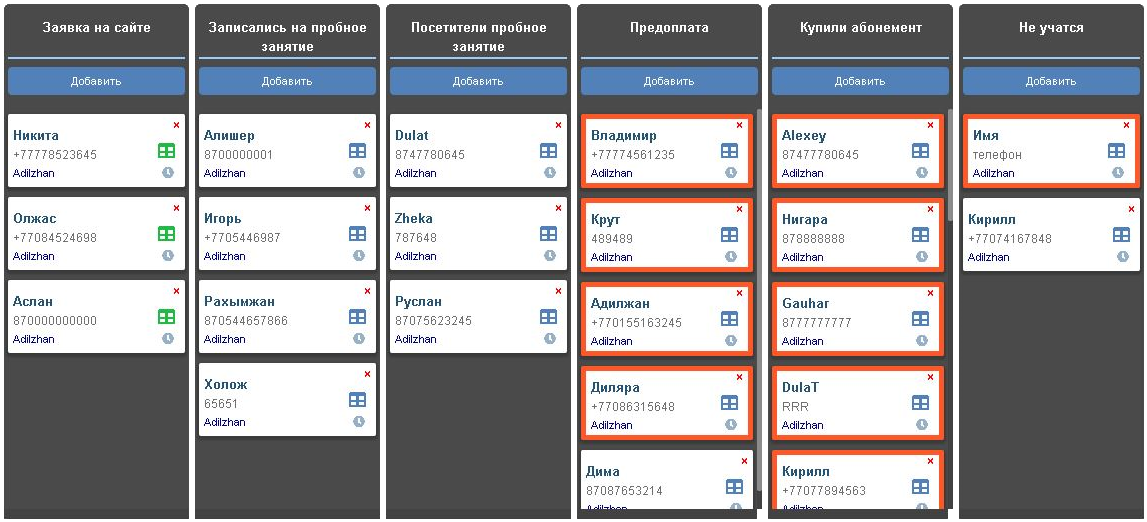 Заявка на сайте
Добавить
×
Никита
+77778523645
Adilzhan
×
Олжас
+77084524698
Adilzhan
×
Аслан
870000000000
Adilzhan
Записались на пробное
занятие
Добавить
×
Алишер
8700000001
Adilzhan
×
Игорь
+7705446987
Adilzhan
×
Рахымжан
870544657866
Adilzhan
×
Холож
65651
Adilzhan
Посетители пробное
занятие
Добавить
×
Dulat
8747780645
Adilzhan
×
Zheka
787648
Adilzhan
×
Руслан
87075623245
Adilzhan
Предоплата
Добавить
×
Владимир
+77774561235
Adilzhan
×
Крут
489489
Adilzhan
×
Адилжан
+770155163245
Adilzhan
×
Диляра
+77086315648
Adilzhan
×
Дима
87087653214
Adilzhan
Купили абонемент
Добавить
×
Alexey
87477780645
Adilzhan
×
Нигара
878888888
Adilzhan
×
Gauhar
8777777777
Adilzhan
×
DulaT
RRR
Adilzhan
×
Кирилл
+77077894563
Adilzhan
Не учатся
Добавить
×
Имя
телефон
Adilzhan
×
Кирилл
+77074167848
Adilzhan